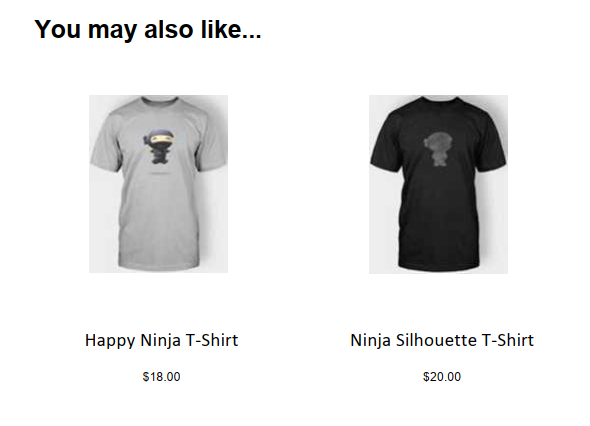 You may also like...
Happy Ninja T-Shirt
Ninja Silhouette T-Shirt
$18.00
$20.00